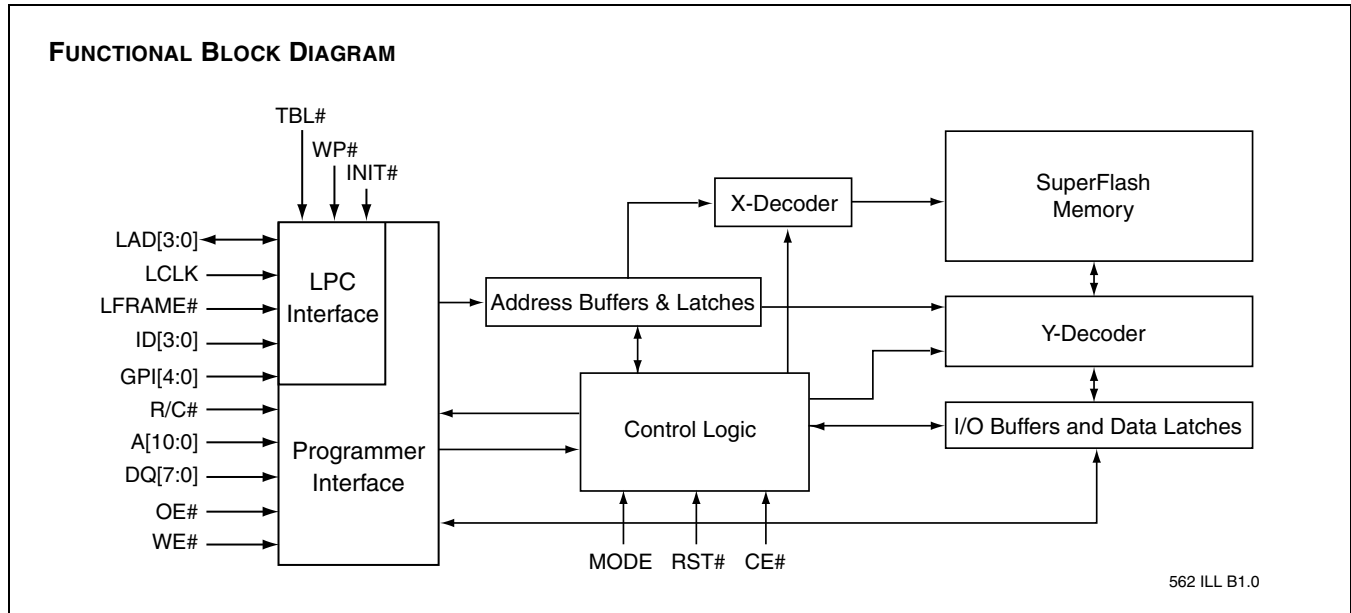 FUNCTIONAL BLOCK DIAGRAM
TBL#
WP#
INIT#
LAD[3:0]
LCLK
LFRAME#
ID[3:0]
GPI[4:0]
R/C#
A[10:0]
DQ[7:0]
OE#
WE#
LPC
Interface
Programmer
Interface
Address Buffers & Latches
X-Decoder
SuperFlash
Memory
Y-Decoder
Control Logic
I/O Buffers and Data Latches
MODE
RST#
CE#
562 ILL B1.0